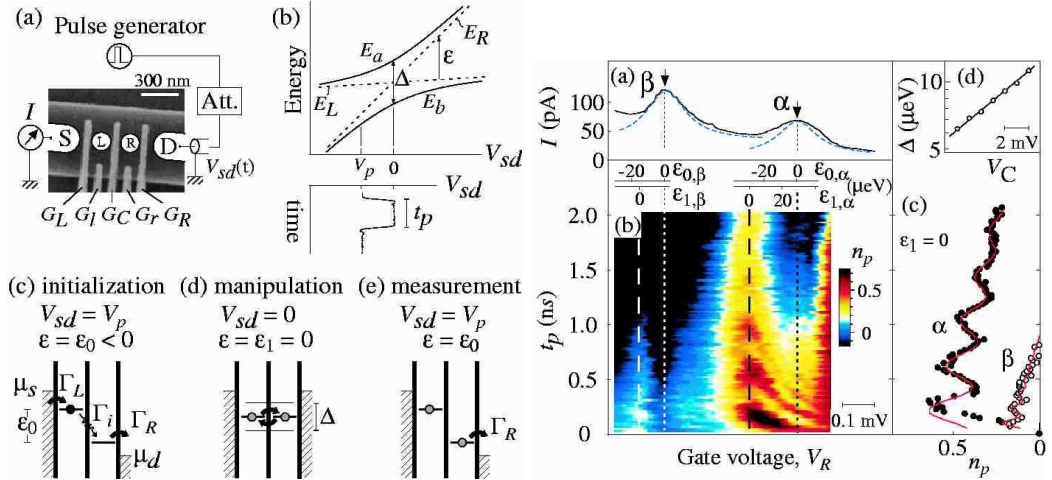 (a)
Pulse generator
300 nm
Att.
I
S
L
R
D
V_sd(t)
G_L G_l G_C G_r G_R
(b)
Energy
E_a
E_R
ε
Δ
E_L
E_b
V_sd
V_p
0
V_sd
time
t_p
(c) initialization
V_sd = V_p
ε = ε_0 < 0
μ_s
Γ_L
ε_0
Γ_i
Γ_R
μ_d
(d) manipulation
V_sd = 0
ε = ε_1 = 0
Δ
(e) measurement
V_sd = V_p
ε = ε_0
Γ_R
(a)
β
α
I (pA)
100
50
0
-20 0 ε_0,β
0 ε_1,β
-20 0 ε_0,α
0 20 ε_1,α
(μeV)
(b)
t_p (ns)
2.0
1.5
1.0
0.5
0
n_p
0.5
0
0.1 mV
Gate voltage, V_R
(d)
Δ (μeV)
10
5
2 mV
V_C
(c)
ε_1 = 0
α
β
0.5 0
n_p